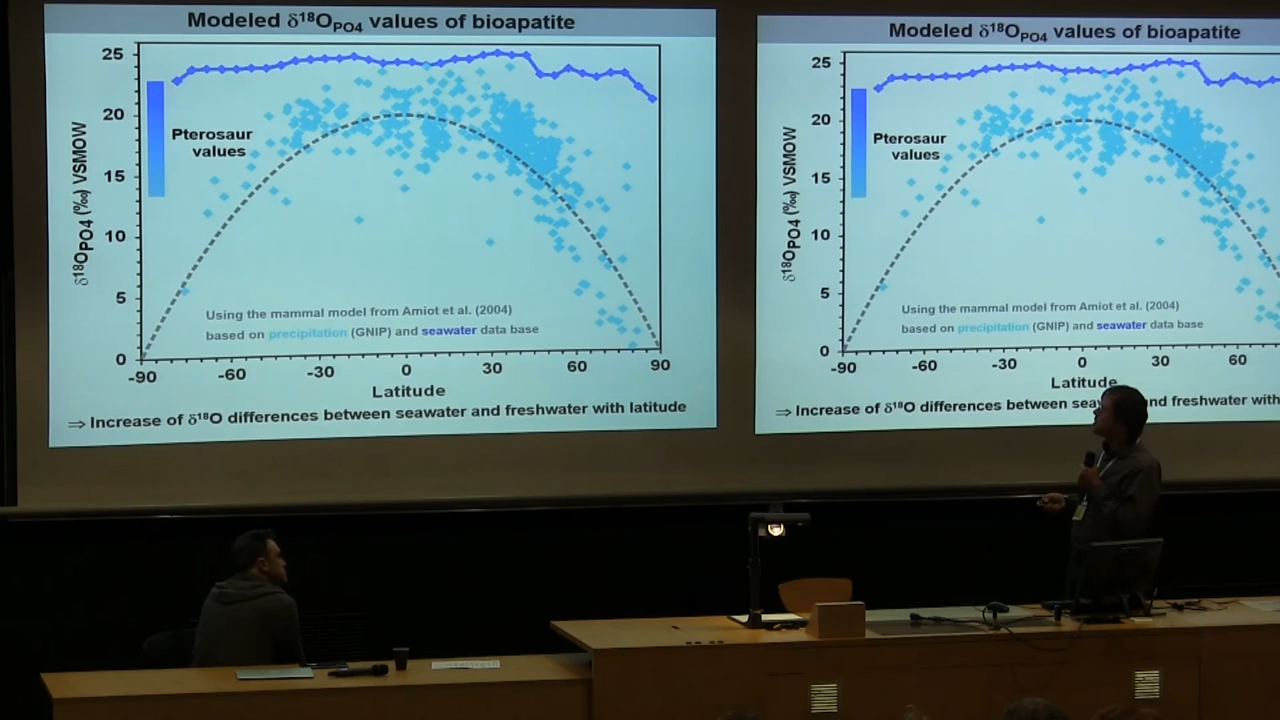 Modeled δ¹⁸OPO4 values of bioapatite
25
20
15
10
5
0
δ¹⁸OPO4 (‰) VSMOW
Pterosaur
values
Using the mammal model from Amiot et al. (2004)
based on precipitation (GNIP) and seawater data base
-90 -60 -30 0 30 60 90
Latitude
⇒ Increase of δ¹⁸O differences between seawater and freshwater with latitude
Modeled δ¹⁸OPO4 values of bioapatite
25
20
15
10
5
0
δ¹⁸OPO4 (‰) VSMOW
Pterosaur
values
Using the mammal model from Amiot et al. (2004)
based on precipitation (GNIP) and seawater data base
-90 -60 -30 0 30 60
Latitude
⇒ Increase of δ¹⁸O differences between nd freshwater with